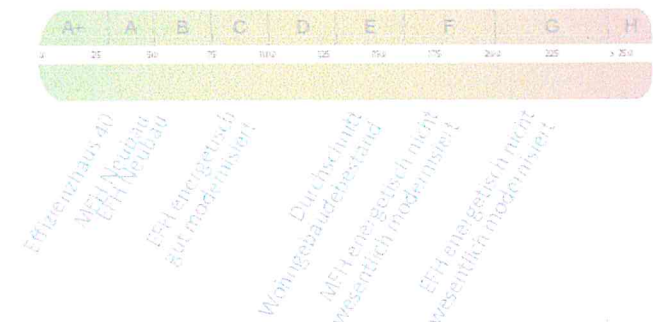 A+ A B C D E F G H
0 25 50 75 100 125 150 175 200 225 > 250
Effizienzhaus 40
MFH Neubau
EFH Neubau
EFH energetisch
gut modernisiert
Durchschnitt
Wohngebäudebestand
MFH energetisch nicht
wesentlich modernisiert
EFH energetisch nicht
wesentlich modernisiert